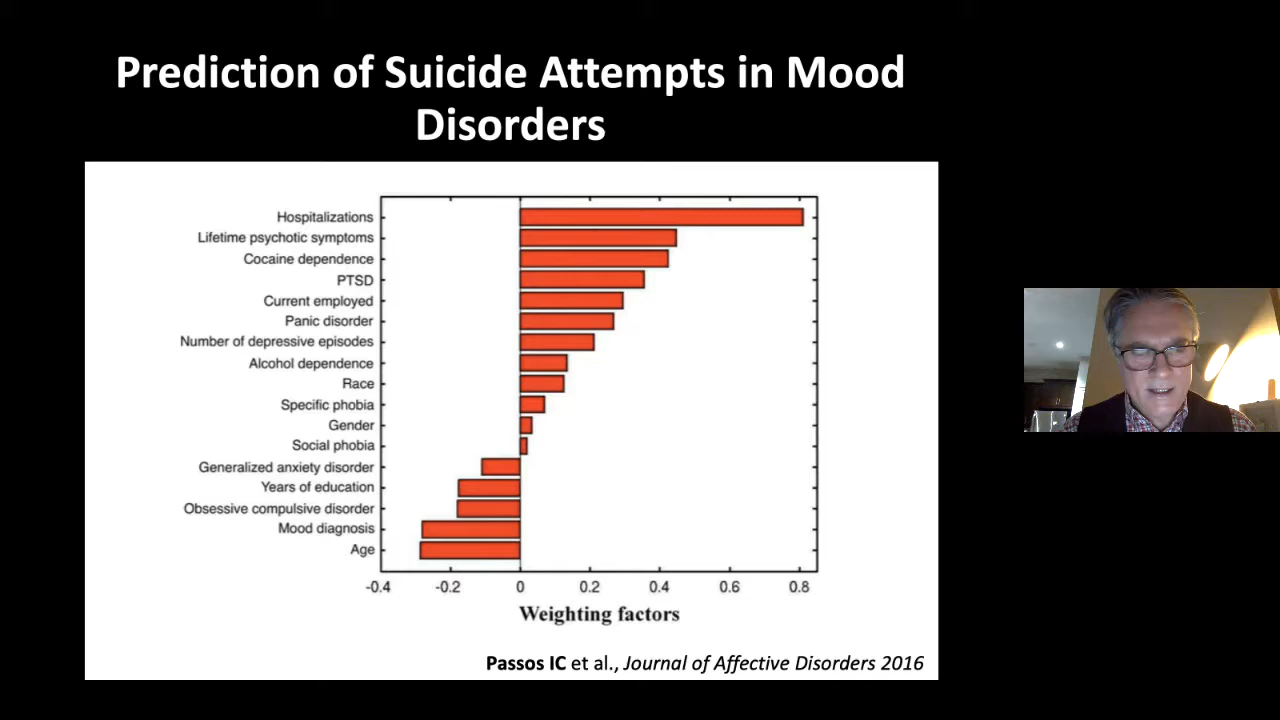 Prediction of Suicide Attempts in Mood
Disorders
Hospitalizations
Lifetime psychotic symptoms
Cocaine dependence
PTSD
Current employed
Panic disorder
Number of depressive episodes
Alcohol dependence
Race
Specific phobia
Gender
Social phobia
Generalized anxiety disorder
Years of education
Obsessive compulsive disorder
Mood diagnosis
Age
-0.4 -0.2 0 0.2 0.4 0.6 0.8
Weighting factors
Passos IC et al., Journal of Affective Disorders 2016